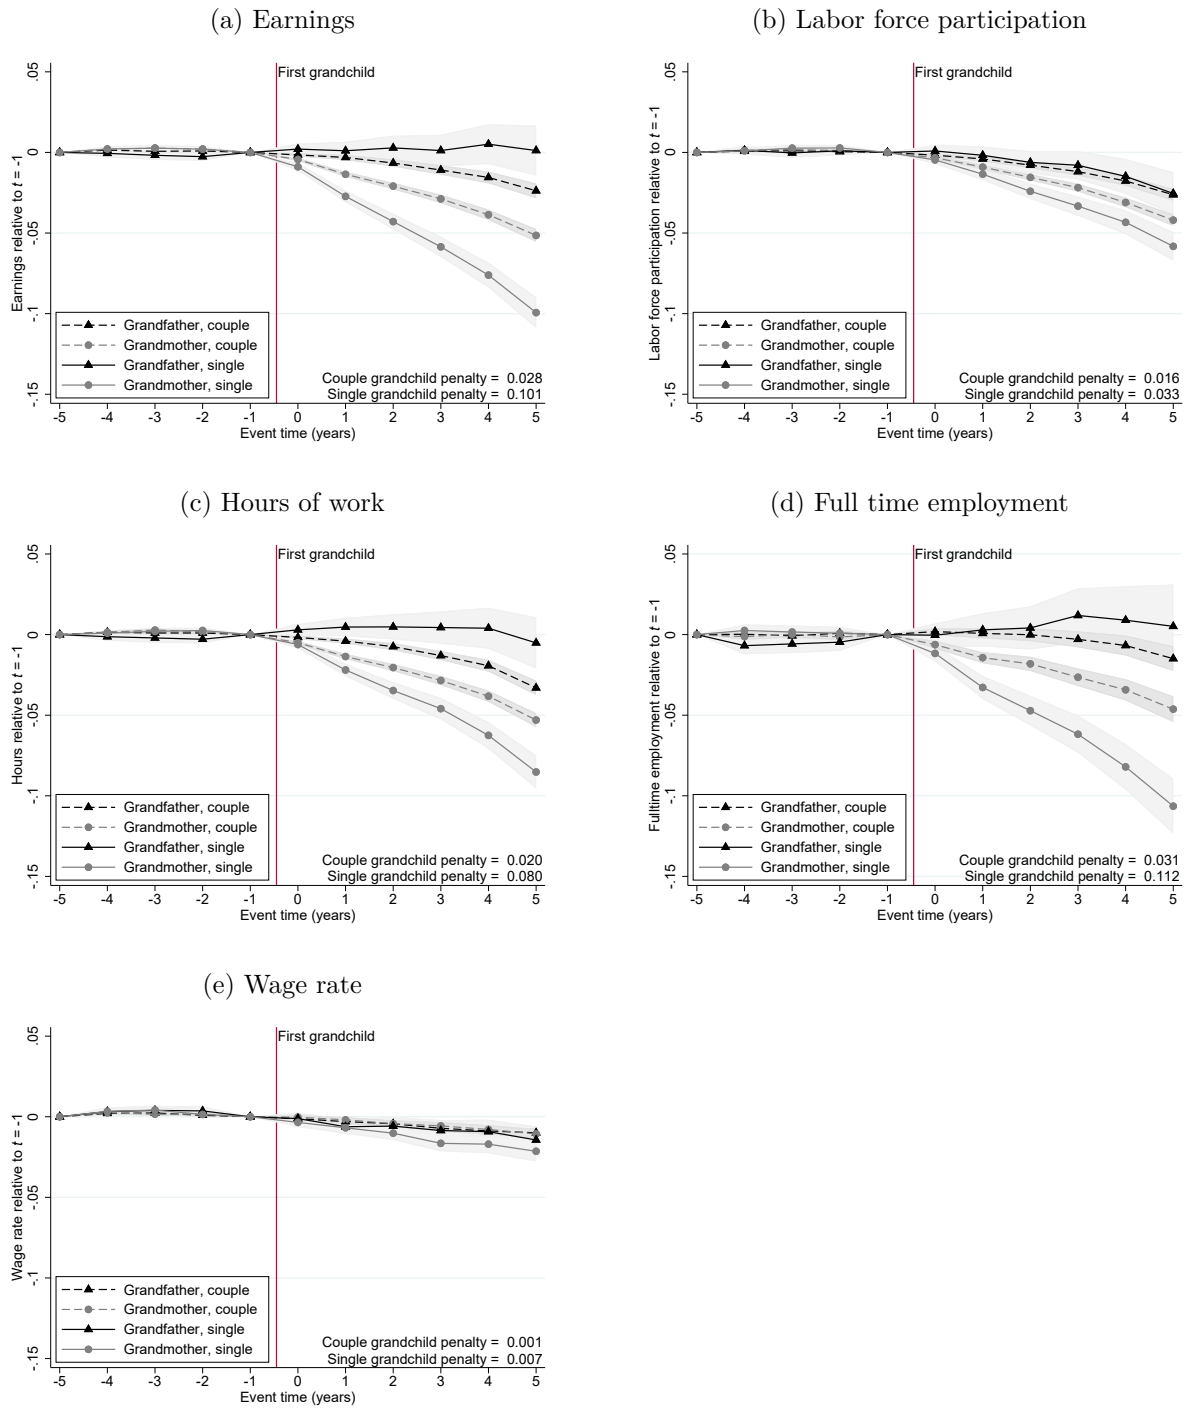 (a) Earnings
.05
0
-.05
-.1
-.15
Earnings relative to t = -1
First grandchild
Grandfather, couple
Grandmother, couple
Grandfather, single
Grandmother, single
Couple grandchild penalty = 0.028
Single grandchild penalty = 0.101
-5 -4 -3 -2 -1 0 1 2 3 4 5
Event time (years)
(b) Labor force participation
.05
0
-.05
-.1
-.15
Labor force participation relative to t = -1
First grandchild
Grandfather, couple
Grandmother, couple
Grandfather, single
Grandmother, single
Couple grandchild penalty = 0.016
Single grandchild penalty = 0.033
-5 -4 -3 -2 -1 0 1 2 3 4 5
Event time (years)
(c) Hours of work
.05
0
-.05
-.1
-.15
Hours relative to t = -1
First grandchild
Grandfather, couple
Grandmother, couple
Grandfather, single
Grandmother, single
Couple grandchild penalty = 0.020
Single grandchild penalty = 0.080
-5 -4 -3 -2 -1 0 1 2 3 4 5
Event time (years)
(d) Full time employment
.05
0
-.05
-.1
-.15
Fulltime employment relative to t = -1
First grandchild
Grandfather, couple
Grandmother, couple
Grandfather, single
Grandmother, single
Couple grandchild penalty = 0.031
Single grandchild penalty = 0.112
-5 -4 -3 -2 -1 0 1 2 3 4 5
Event time (years)
(e) Wage rate
.05
0
-.05
-.1
-.15
Wage rate relative to t = -1
First grandchild
Grandfather, couple
Grandmother, couple
Grandfather, single
Grandmother, single
Couple grandchild penalty = 0.001
Single grandchild penalty = 0.007
-5 -4 -3 -2 -1 0 1 2 3 4 5
Event time (years)